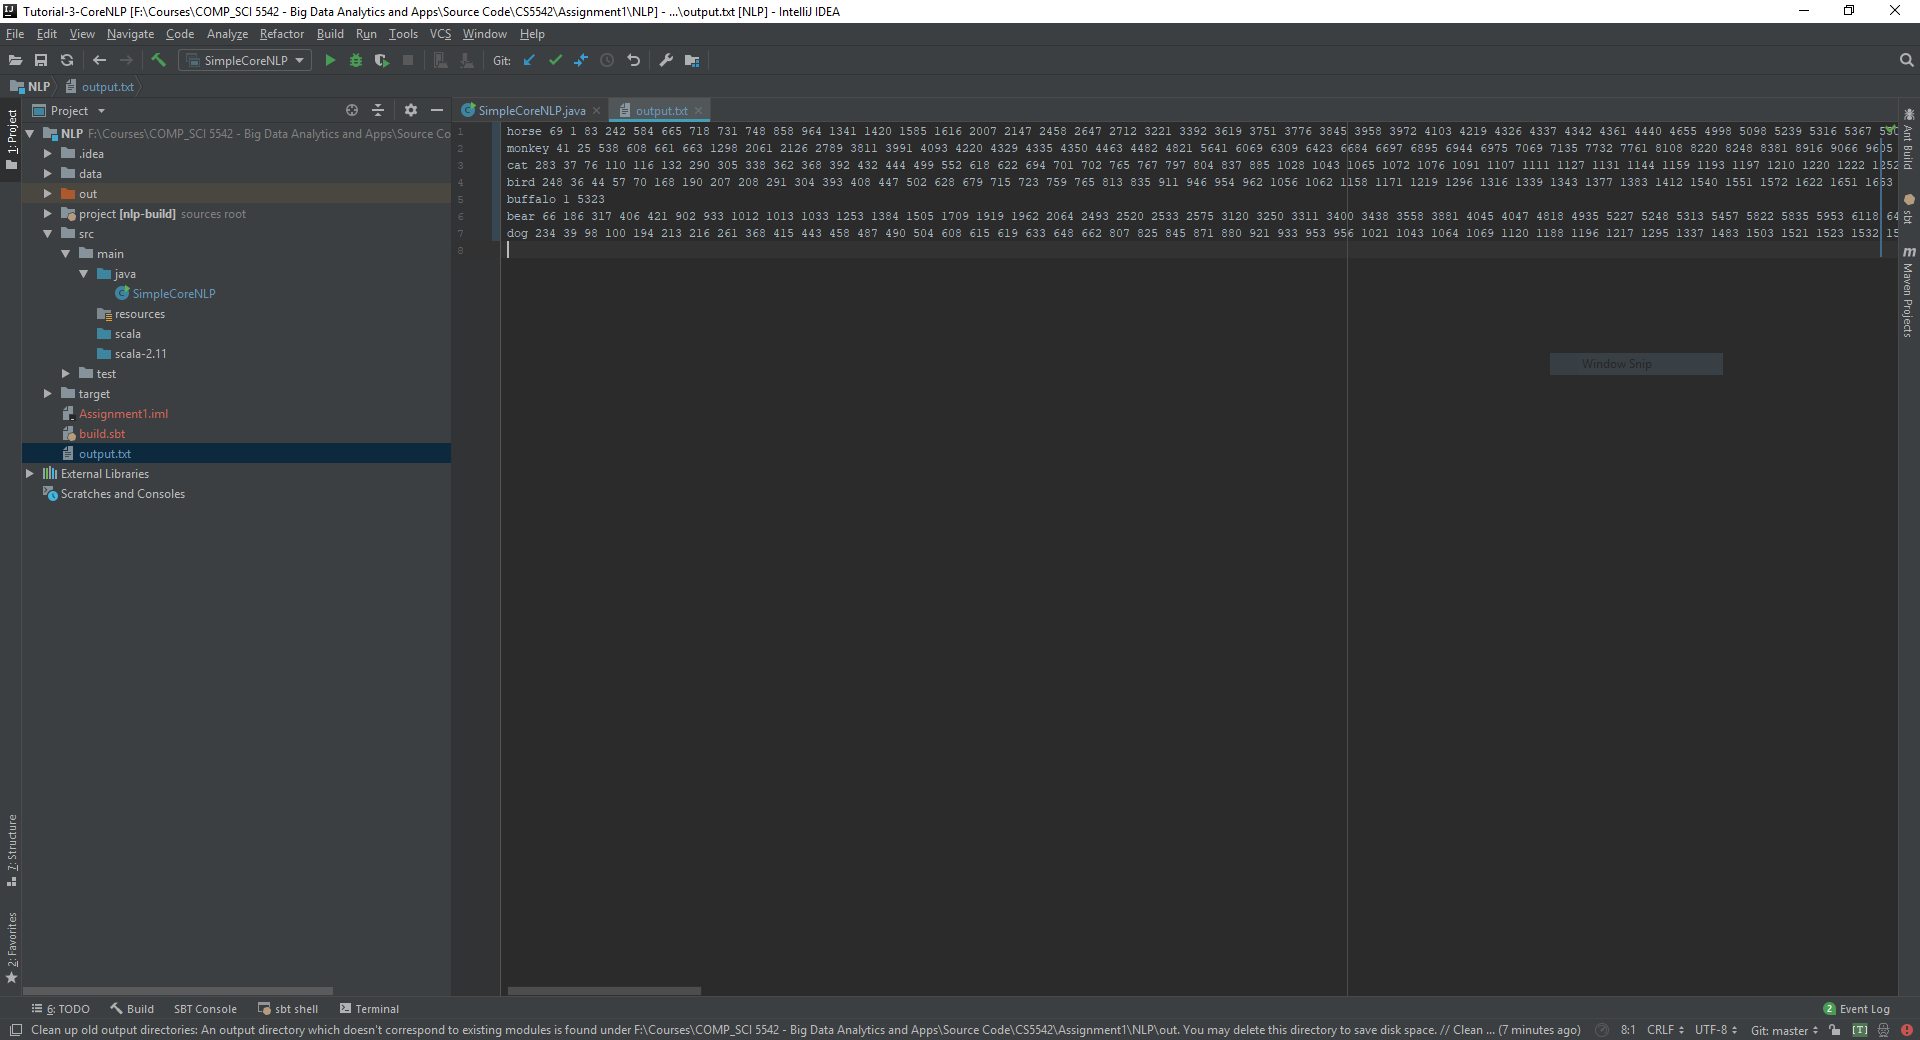 Tutorial-3-CoreNLP [F:\Courses\COMP_SCI 5542 - Big Data Analytics and Apps\Source Code\CS5542\Assignment1\NLP] - ...\output.txt [NLP] - IntelliJ IDEA
File Edit View Navigate Code Analyze Refactor Build Run Tools VCS Window Help
SimpleCoreNLP Git:
NLP output.txt
Project
SimpleCoreNLP.java output.txt
NLP F:\Courses\COMP_SCI 5542 - Big Data Analytics and Apps\Source Co
.idea
data
out
project [nlp-build] sources root
src
main
java
SimpleCoreNLP
resources
scala
scala-2.11
test
target
Assignment1.iml
build.sbt
output.txt
External Libraries
Scratches and Consoles
1 horse 69 1 83 242 584 665 718 731 748 858 964 1341 1420 1585 1616 2007 2147 2458 2647 2712 3221 3392 3619 3751 3776 3845 3958 3972 4103 4219 4326 4337 4342 4361 4440 4655 4998 5098 5239 5316 5367
2 monkey 41 25 538 608 661 663 1298 2061 2126 2789 3811 3991 4093 4220 4329 4335 4350 4463 4482 4821 5641 6069 6309 6423 6684 6697 6895 6944 6975 7069 7135 7732 7761 8108 8220 8248 8381 8916 9066 9605
3 cat 283 37 76 110 116 132 290 305 338 362 368 392 432 444 499 552 618 622 694 701 702 765 767 797 804 837 885 1028 1043 1065 1072 1076 1091 1107 1111 1127 1131 1144 1159 1193 1197 1210 1220 1222 1252
4 bird 248 36 44 57 70 168 190 207 208 291 304 393 408 447 502 628 679 715 723 759 765 813 835 911 946 954 962 1056 1062 1158 1171 1219 1296 1316 1339 1343 1377 1383 1412 1540 1551 1572 1622 1651 1653
5 buffalo 1 5323
6 bear 66 186 317 406 421 902 933 1012 1013 1033 1253 1384 1505 1709 1919 1962 2064 2493 2520 2533 2575 3120 3250 3311 3400 3438 3558 3881 4045 4047 4818 4935 5227 5248 5313 5457 5822 5835 5953 6118 64
7 dog 234 39 98 100 194 213 216 261 368 415 443 458 487 490 504 608 615 619 633 648 662 807 825 845 871 880 921 933 953 956 1021 1043 1064 1069 1120 1188 1196 1217 1295 1337 1483 1503 1521 1523 1532 15
8
Window Snip
1: Project
7: Structure
2: Favorites
Ant Build
sbt
Maven Projects
6: TODO Build SBT Console sbt shell Terminal
2 Event Log
Clean up old output directories: An output directory which doesn't correspond to existing modules is found under F:\Courses\COMP_SCI 5542 - Big Data Analytics and Apps\Source Code\CS5542\Assignment1\NLP\out. You may delete this directory to save disk space. // Clean ... (7 minutes ago) 8:1 CRLF UTF-8 Git: master [T]